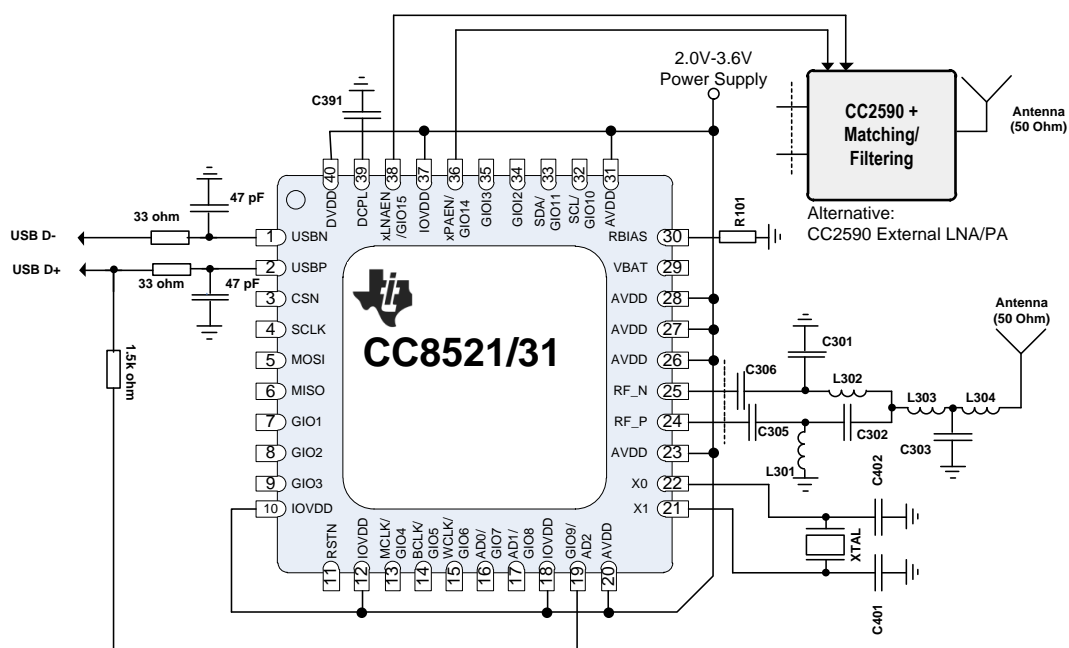 2.0V-3.6V
Power Supply
CC2590 +
Matching/
Filtering
Antenna
(50 Ohm)
Alternative:
CC2590 External LNA/PA
C391
40
39
38
37
36
35
34
33
32
31
DVDD
DCPL
xLNAEN
/GIO15
IOVDD
xPAEN/
GIO14
GIO13
GIO12
SDA/
GIO11
SCL/
GIO10
AVDD
47 pF
33 ohm
USB D-
1 USBN
USB D+
2 USBP
33 ohm
47 pF
3 CSN
4 SCLK
5 MOSI
6 MISO
7 GIO1
8 GIO2
9 GIO3
10 IOVDD
1.5k ohm
CC8521/31
RBIAS 30
R101
VBAT 29
AVDD 28
AVDD 27
AVDD 26
RF_N 25
RF_P 24
AVDD 23
X0 22
X1 21
Antenna
(50 Ohm)
C301
C306
L302
L303
L304
C305
C302
C303
L301
C402
XTAL
C401
RSTN
IOVDD
MCLK/
GIO4
BCLK/
GIO5
WCLK/
GIO6
AD0/
GIO7
AD1/
GIO8
IOVDD
GIO9/
AD2
AVDD
11
12
13
14
15
16
17
18
19
20